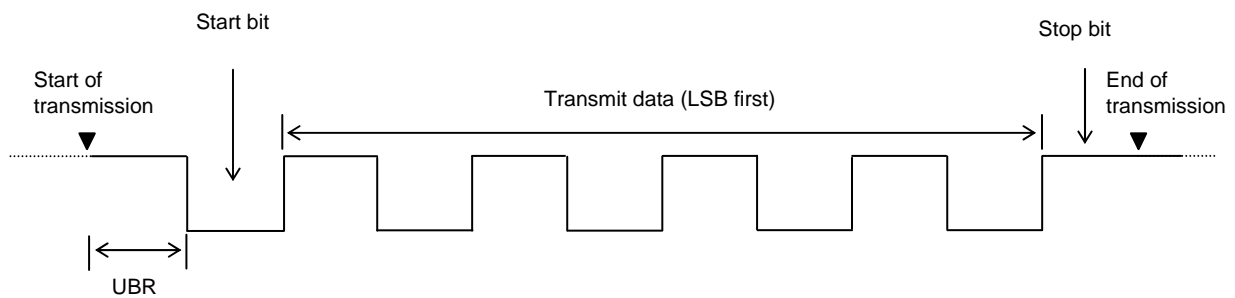 Start bit
Stop bit
Start of
transmission
Transmit data (LSB first)
End of
transmission
UBR